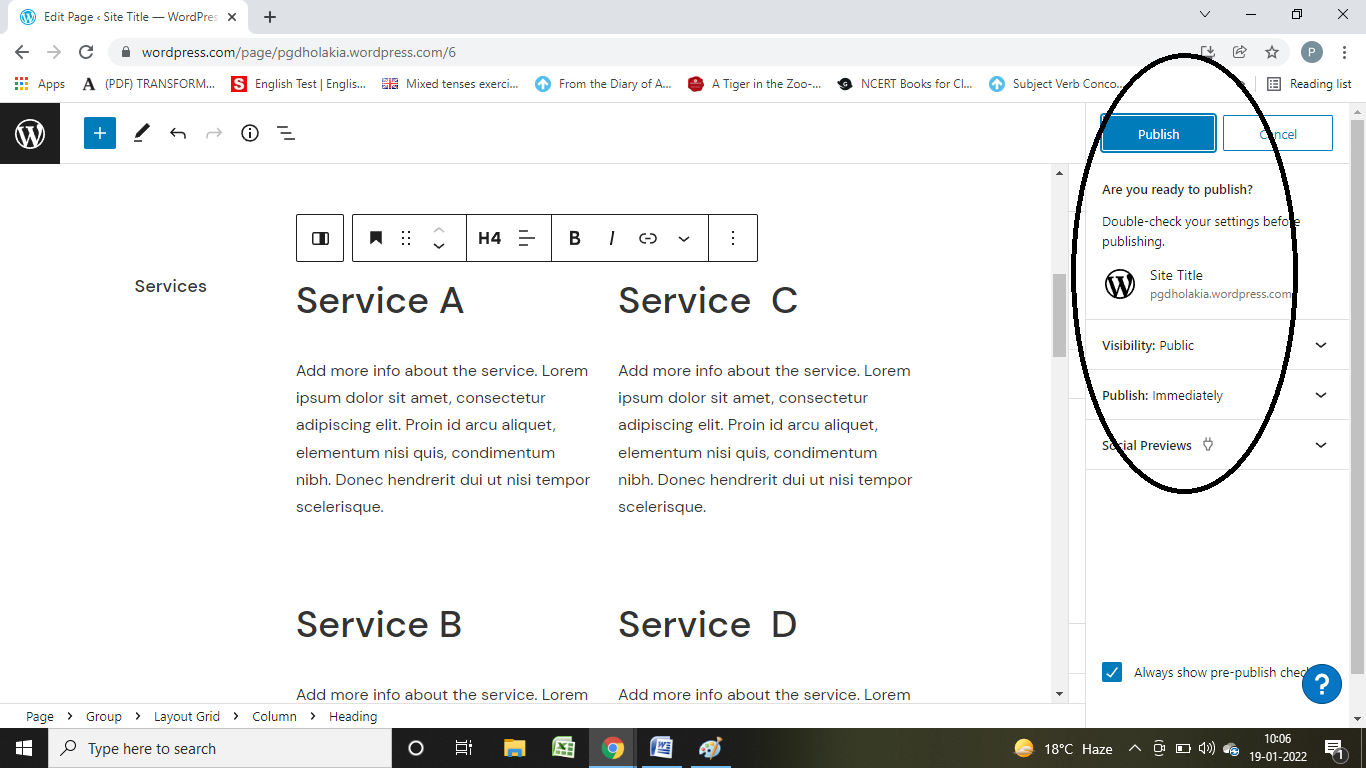 Edit Page ‹ Site Title — WordPres
wordpress.com/page/pgdholakia.wordpress.com/6
P
Apps
A (PDF) TRANSFORM...
S English Test | Englis...
Mixed tenses exerci...
From the Diary of A...
A Tiger in the Zoo-...
NCERT Books for Cl...
Subject Verb Conco...
Reading list
Publish
Cancel
Are you ready to publish?
Double-check your settings before
publishing.
Site Title
pgdholakia.wordpress.com
Visibility: Public
Publish: Immediately
Social Previews
Always show pre-publish chec
?
H4 B I
Services
Service A
Add more info about the service. Lorem
ipsum dolor sit amet, consectetur
adipiscing elit. Proin id arcu aliquet,
elementum nisi quis, condimentum
nibh. Donec hendrerit dui ut nisi tempor
scelerisque.
Service C
Add more info about the service. Lorem
ipsum dolor sit amet, consectetur
adipiscing elit. Proin id arcu aliquet,
elementum nisi quis, condimentum
nibh. Donec hendrerit dui ut nisi tempor
scelerisque.
Service B
Add more info about the service. Lorem
Service D
Add more info about the service. Lorem
Page > Group > Layout Grid > Column > Heading
Type here to search
18°C Haze
10:06
19-01-2022
1